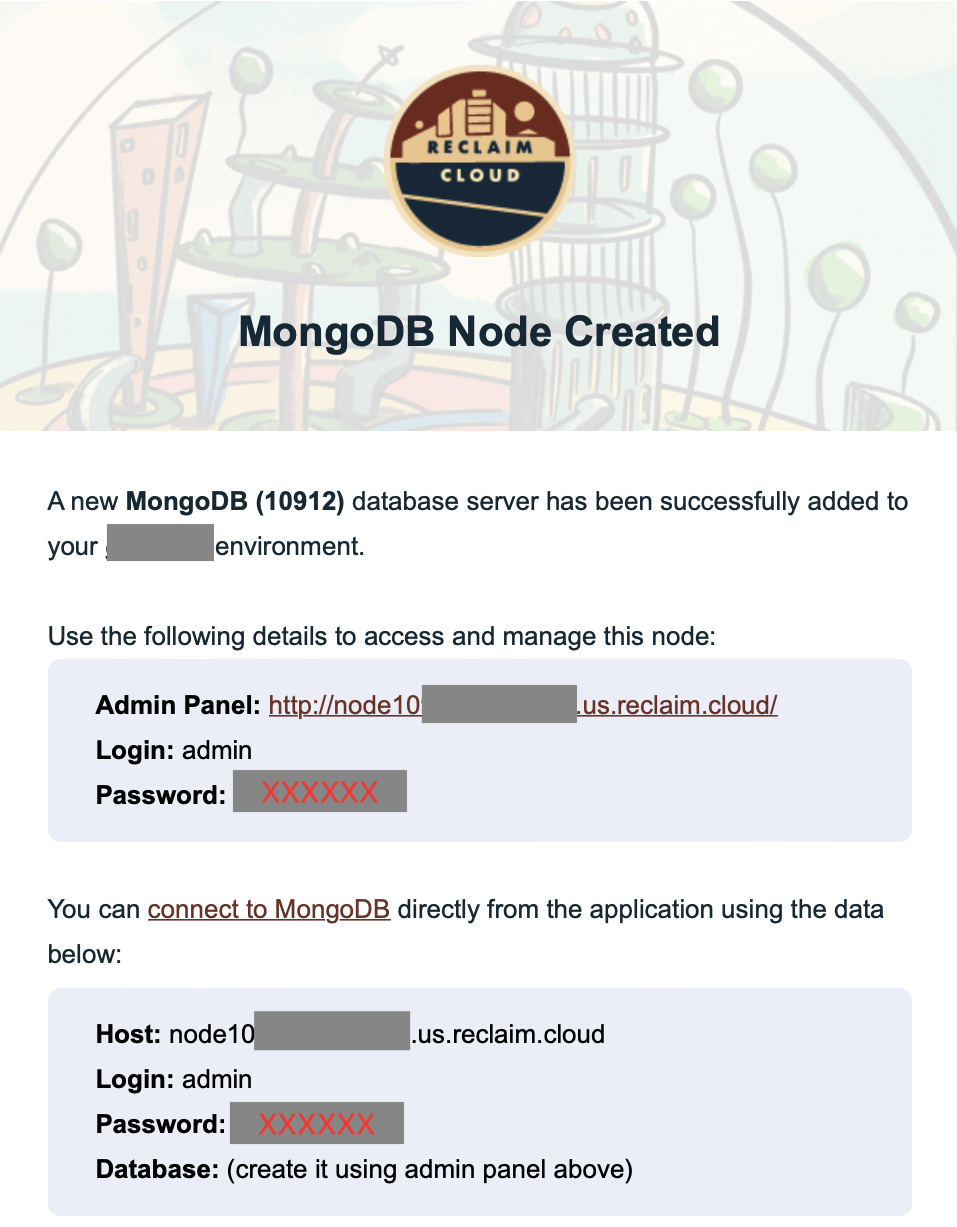 RECLAIM
CLOUD
MongoDB Node Created
A new MongoDB (10912) database server has been successfully added to
your environment.
Use the following details to access and manage this node:
Admin Panel: http://node10 .us.reclaim.cloud/
Login: admin
Password: XXXXXX
You can connect to MongoDB directly from the application using the data
below:
Host: node10 .us.reclaim.cloud
Login: admin
Password: XXXXXX
Database: (create it using admin panel above)